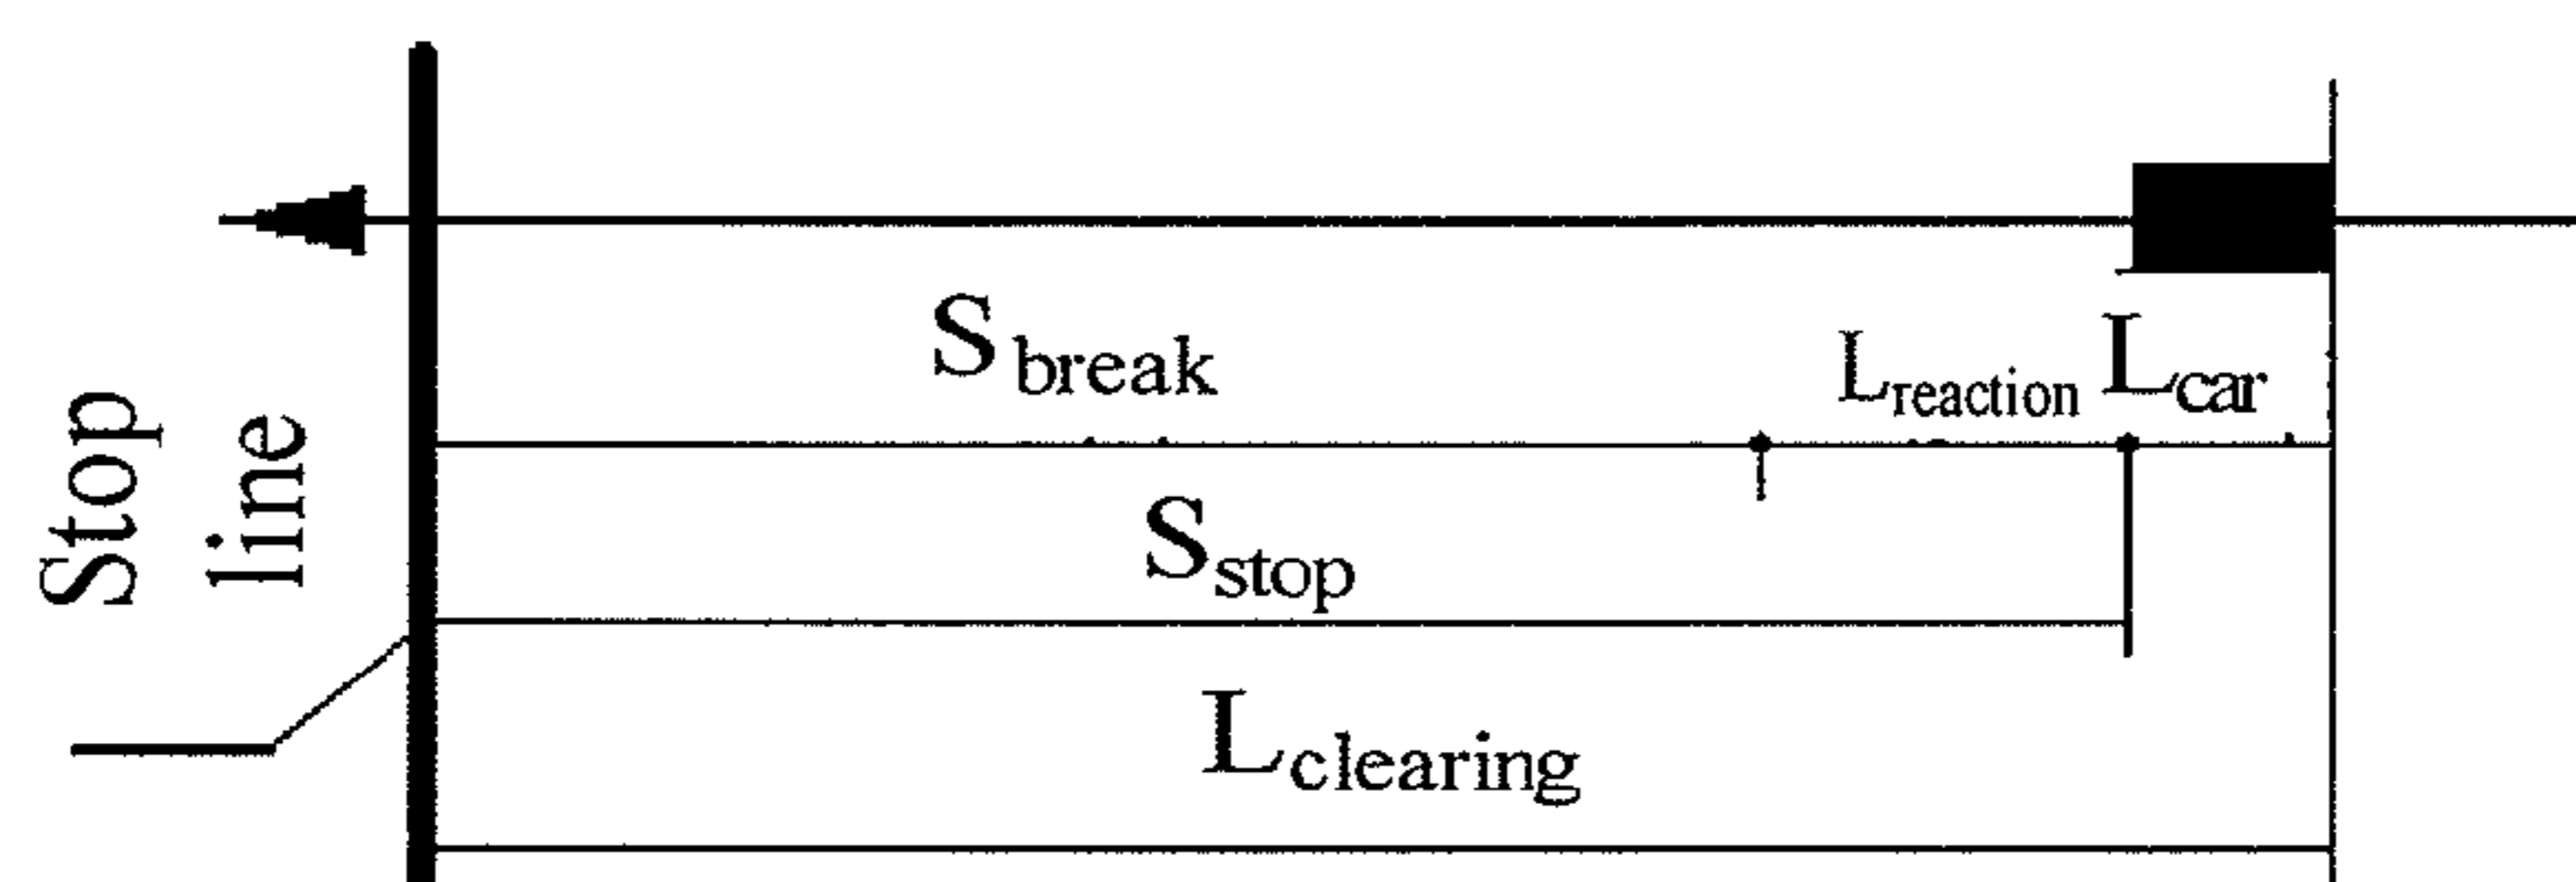 Stop
line
S break
Lreaction
Lcar
Sstop
Lclearing